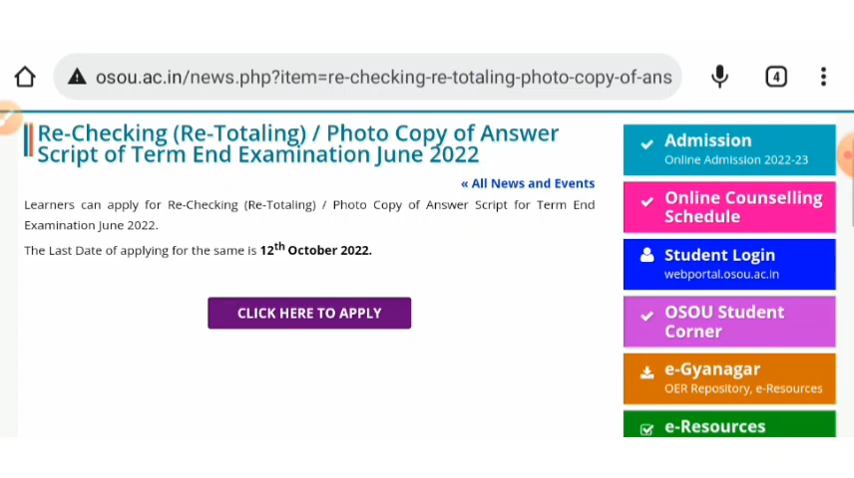 osou.ac.in/news.php?item=re-checking-re-totaling-photo-copy-of-ans
4
Re-Checking (Re-Totaling) / Photo Copy of Answer
Script of Term End Examination June 2022
« All News and Events
Learners can apply for Re-Checking (Re-Totaling) / Photo Copy of Answer Script for Term End
Examination June 2022.
The Last Date of applying for the same is 12th October 2022.
CLICK HERE TO APPLY
Admission
Online Admission 2022-23
Online Counselling
Schedule
Student Login
webportal.osou.ac.in
OSOU Student
Corner
e-Gyanagar
OER Repository, e-Resources
e-Resources